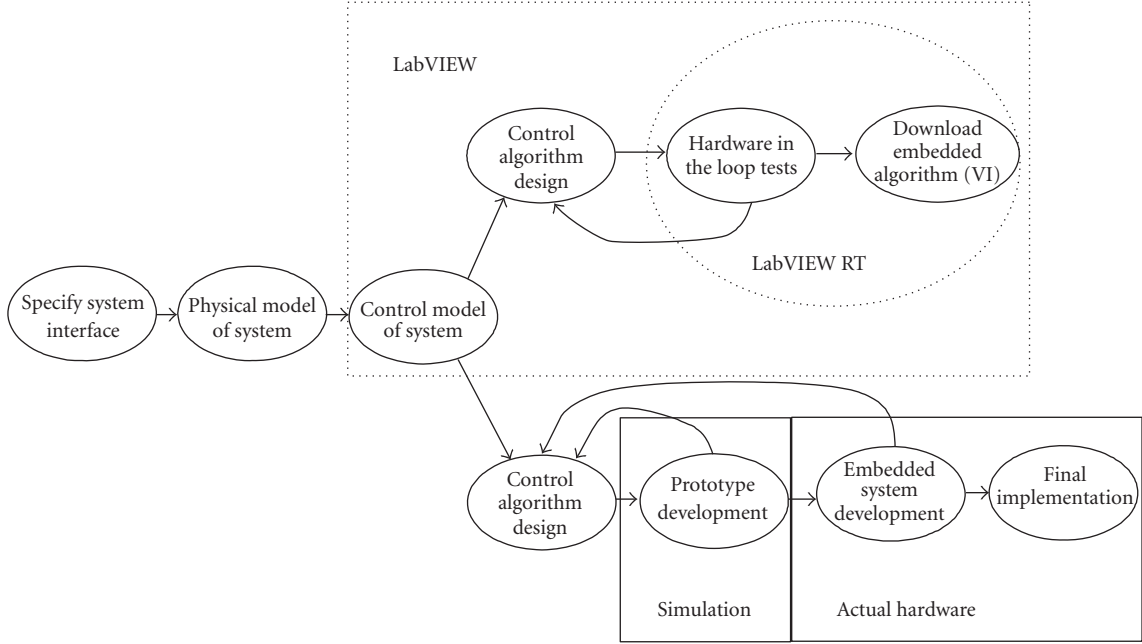 LabVIEW
Control
algorithm
design
Hardware in
the loop tests
Download
embedded
algorithm (VI)
LabVIEW RT
Specify system
interface
Physical model
of system
Control model
of system
Control
algorithm
design
Prototype
development
Embedded
system
development
Final
implementation
Simulation
Actual hardware